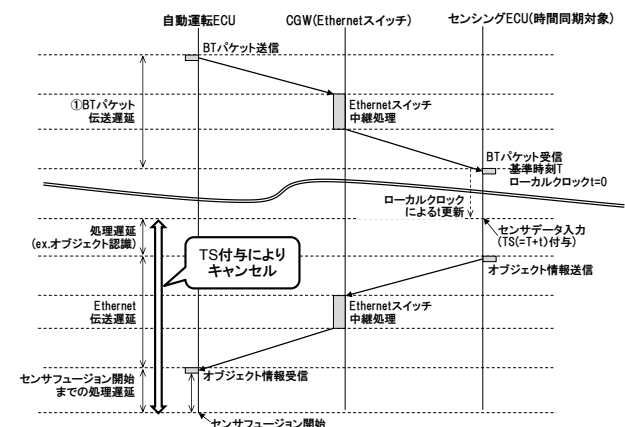 自動運転ECU
CGW(Ethernetスイッチ)
センシングECU(時間同期対象)
BTパケット送信
①BTパケット
伝送遅延
Ethernetスイッチ
中継処理
BTパケット受信
基準時刻T
ローカルクロックt=0
ローカルクロック
によるt更新
処理遅延
(ex.オブジェクト認識)
TS付与により
キャンセル
センサデータ入力
(TS(=T+t)付与)
オブジェクト情報送信
Ethernet
伝送遅延
Ethernetスイッチ
中継処理
センサフュージョン開始
までの処理遅延
オブジェクト情報受信
センサフュージョン開始